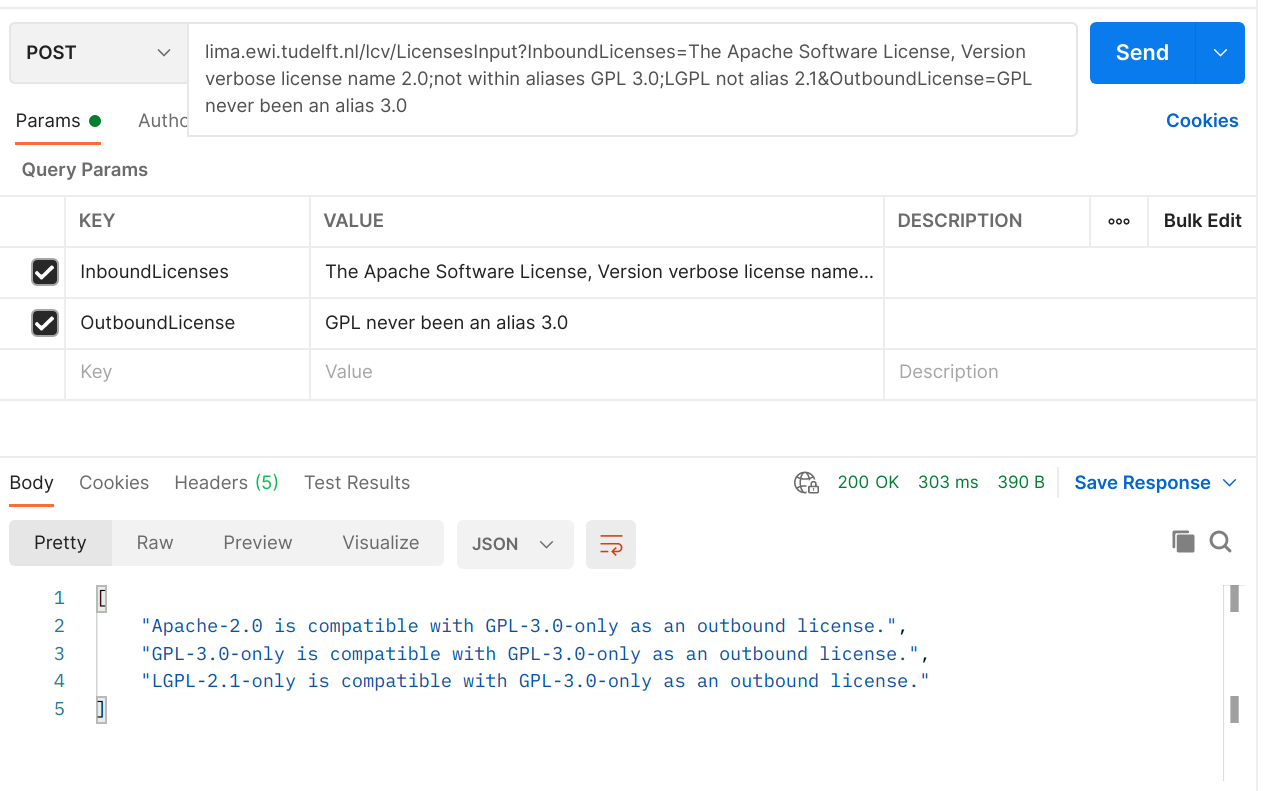 POST
lima.ewi.tudelft.nl/lcv/LicensesInput?InboundLicenses=The Apache Software License, Version
verbose license name 2.0;not within aliases GPL 3.0;LGPL not alias 2.1&OutboundLicense=GPL
never been an alias 3.0
Send
Params Autho Cookies
Query Params
KEY VALUE DESCRIPTION ooo Bulk Edit
InboundLicenses The Apache Software License, Version verbose license name...
OutboundLicense GPL never been an alias 3.0
Key Value Description
Body Cookies Headers (5) Test Results 200 OK 303 ms 390 B Save Response
Pretty Raw Preview Visualize JSON
1 [
2 "Apache-2.0 is compatible with GPL-3.0-only as an outbound license.",
3 "GPL-3.0-only is compatible with GPL-3.0-only as an outbound license.",
4 "LGPL-2.1-only is compatible with GPL-3.0-only as an outbound license."
5 ]